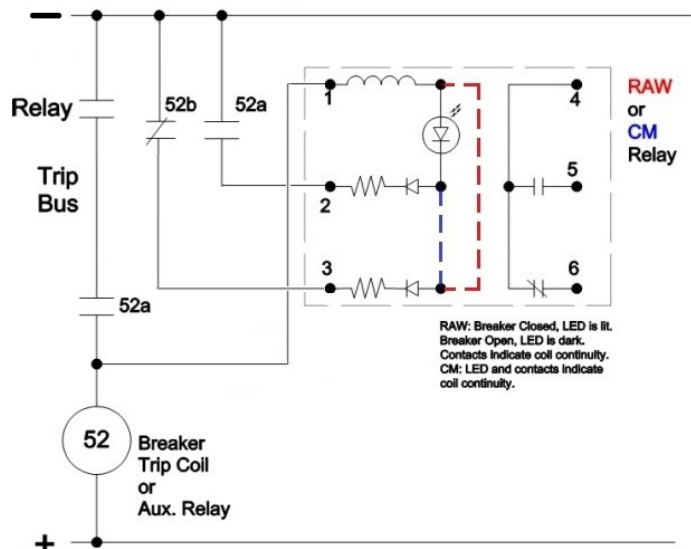 −
52b
52a
1
4
RAW
or
CM
Relay
Relay
Trip
Bus
2
5
3
6
52a
RAW: Breaker Closed, LED is lit.
Breaker Open, LED is dark.
Contacts indicate coil continuity.
CM: LED and contacts indicate
coil continuity.
52
Breaker
Trip Coil
or
Aux. Relay
+